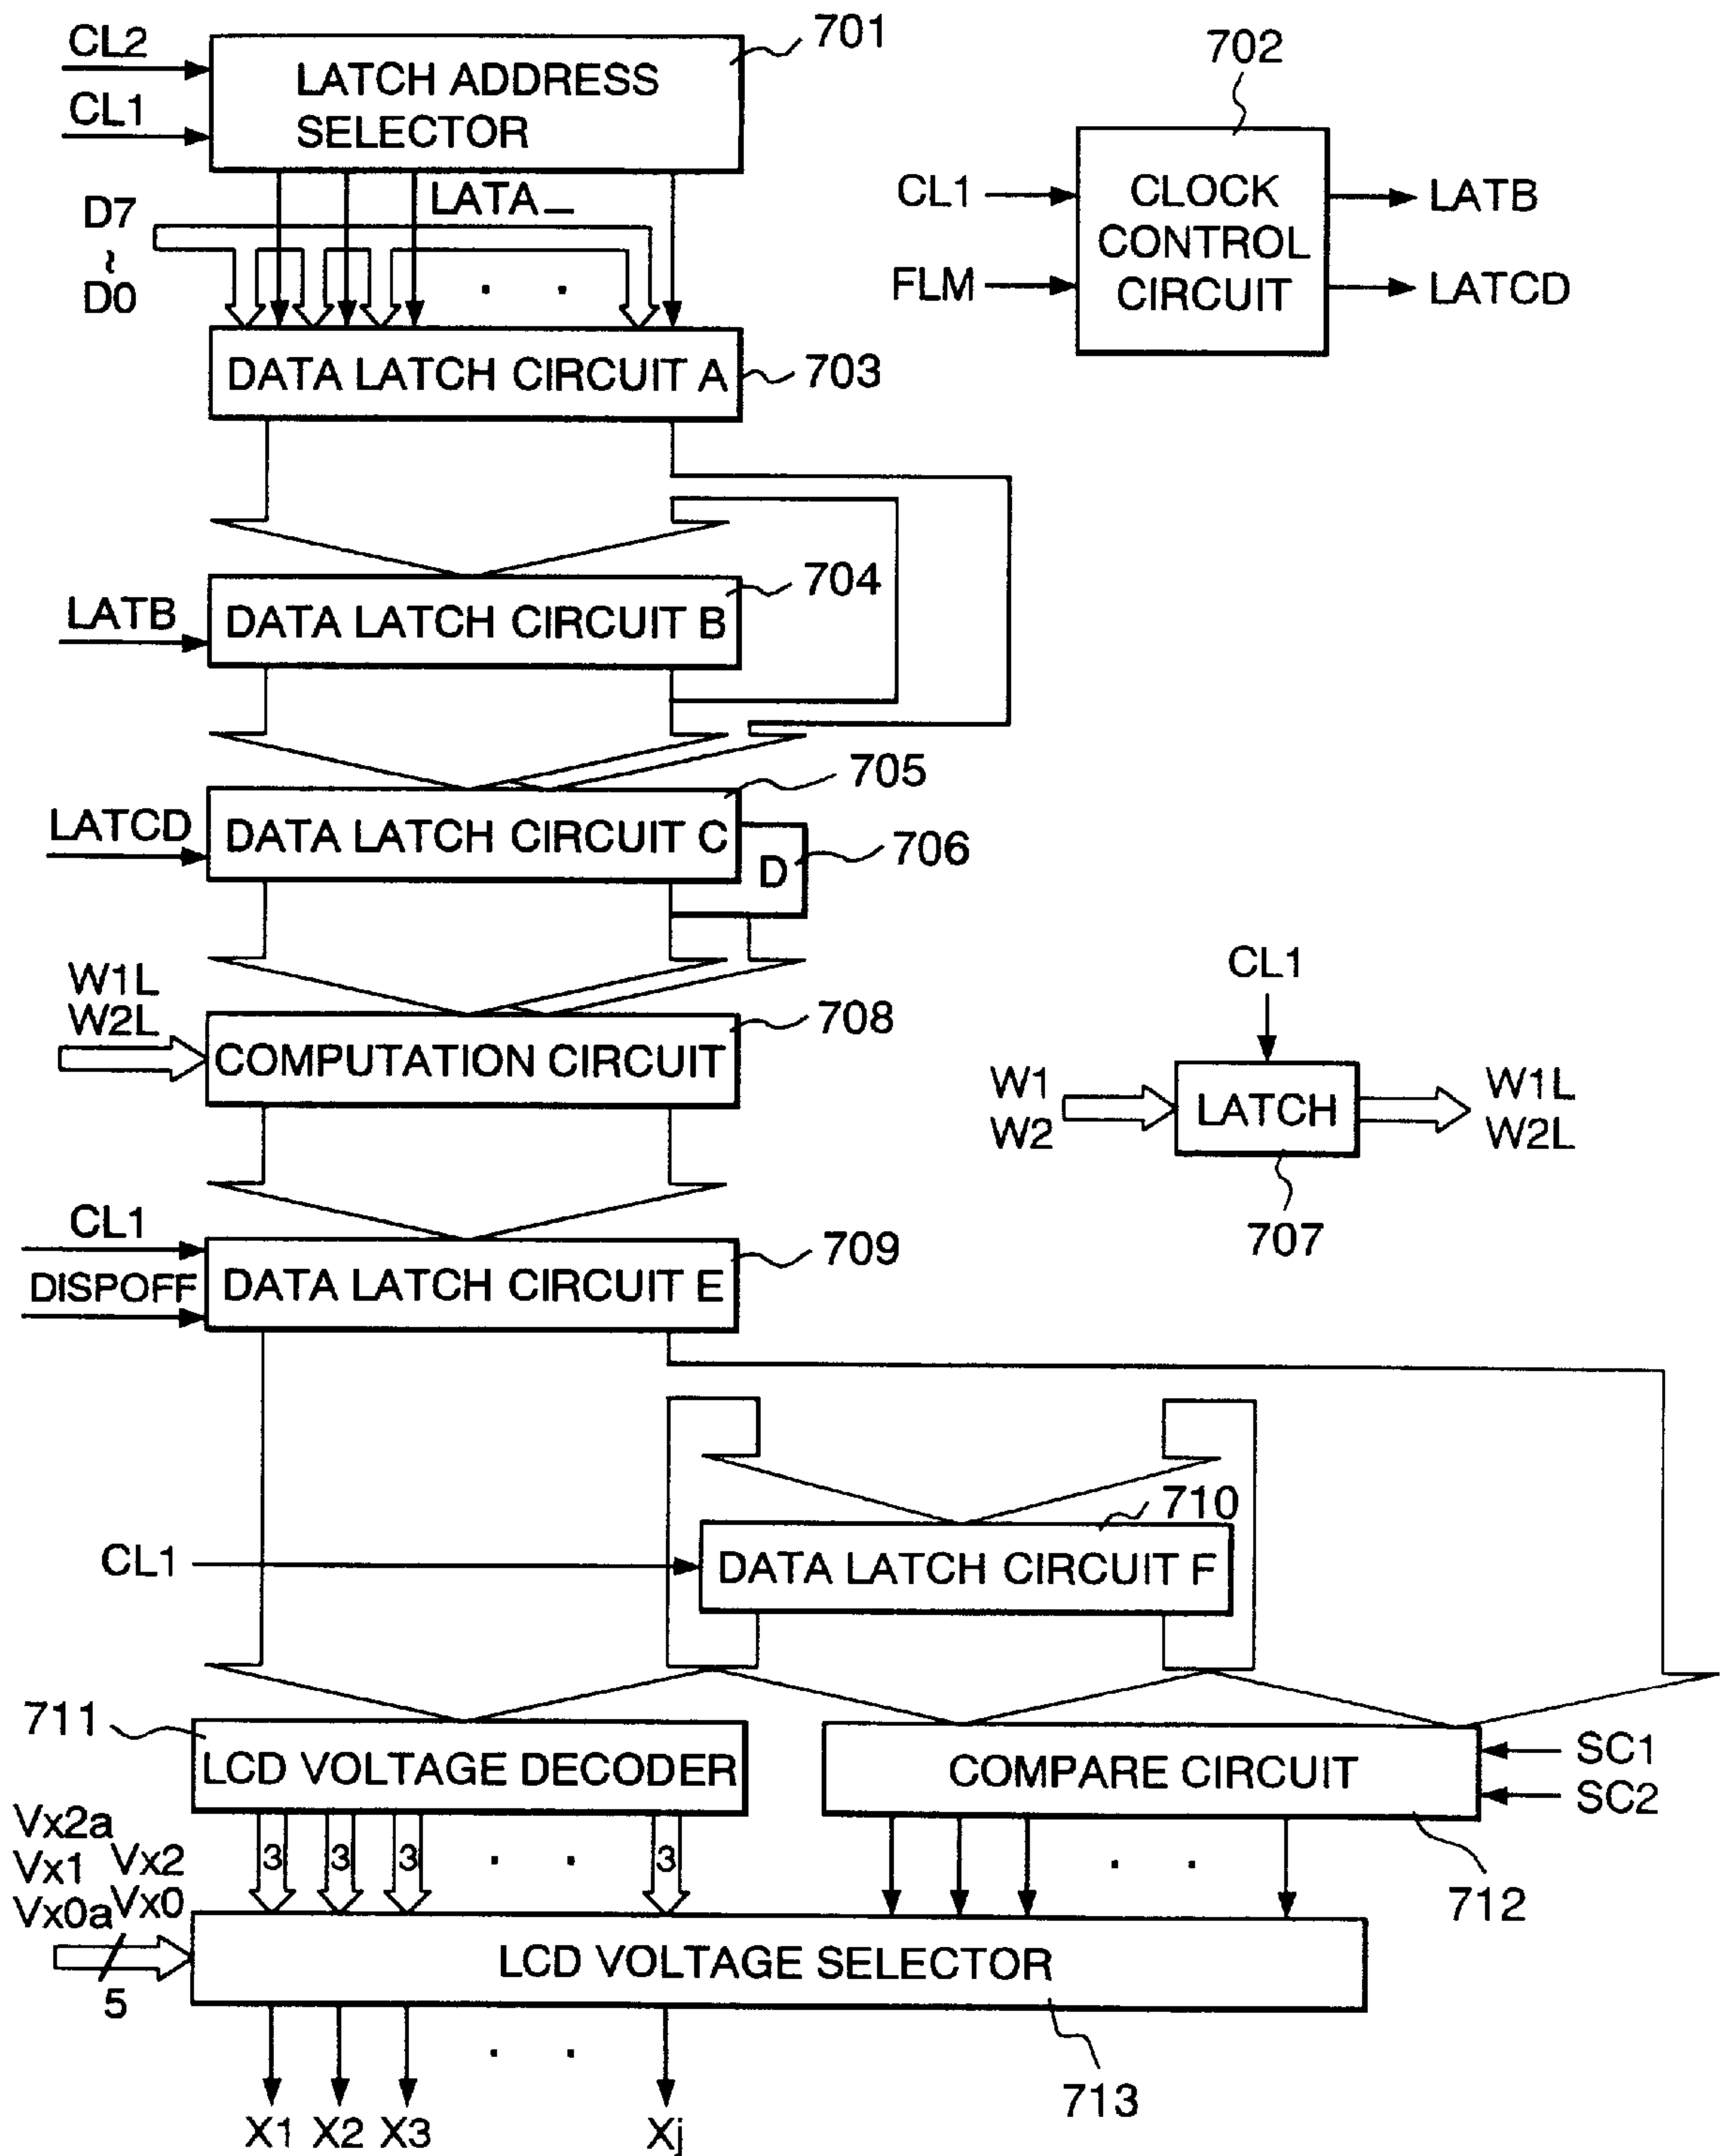 CL2
CL1
LATCH ADDRESS
SELECTOR
701
702
LATA_
D7
~
D0
CL1
FLM
CLOCK
CONTROL
CIRCUIT
LATB
LATCD
DATA LATCH CIRCUIT A
703
704
LATB
DATA LATCH CIRCUIT B
705
LATCD
DATA LATCH CIRCUIT C
D
706
W1L
W2L
COMPUTATION CIRCUIT
708
CL1
W1
W2
LATCH
W1L
W2L
707
CL1
DISPOFF
DATA LATCH CIRCUIT E
709
710
CL1
DATA LATCH CIRCUIT F
711
LCD VOLTAGE DECODER
COMPARE CIRCUIT
SC1
SC2
712
Vx2a
Vx1 Vx2
Vx0a Vx0
3 3 3 . . 3
. .
5
LCD VOLTAGE SELECTOR
713
. .
X1 X2 X3 Xj